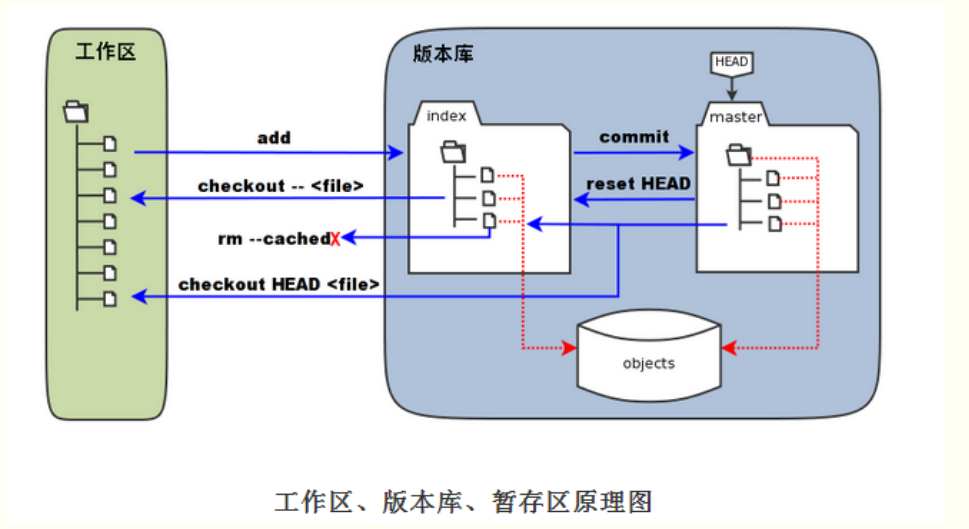 工作区
版本库
HEAD
index
master
add
commit
checkout -- <file>
reset HEAD
rm --cachedX
checkout HEAD <file>
objects
工作区、版本库、暂存区原理图